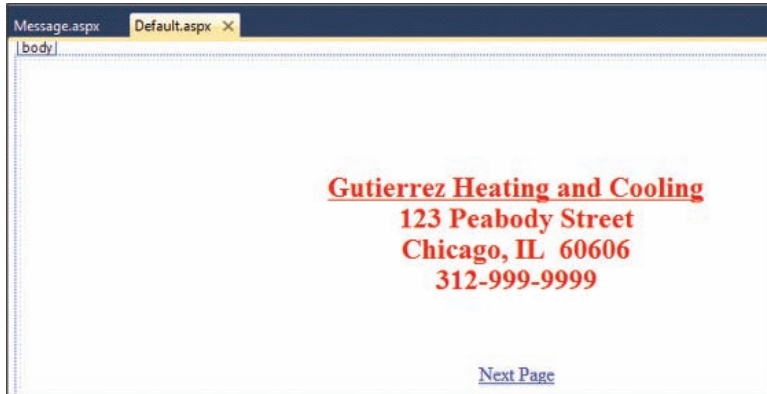 Message.aspx Default.aspx
body
Gutierrez Heating and Cooling
123 Peabody Street
Chicago, IL 60606
312-999-9999
Next Page